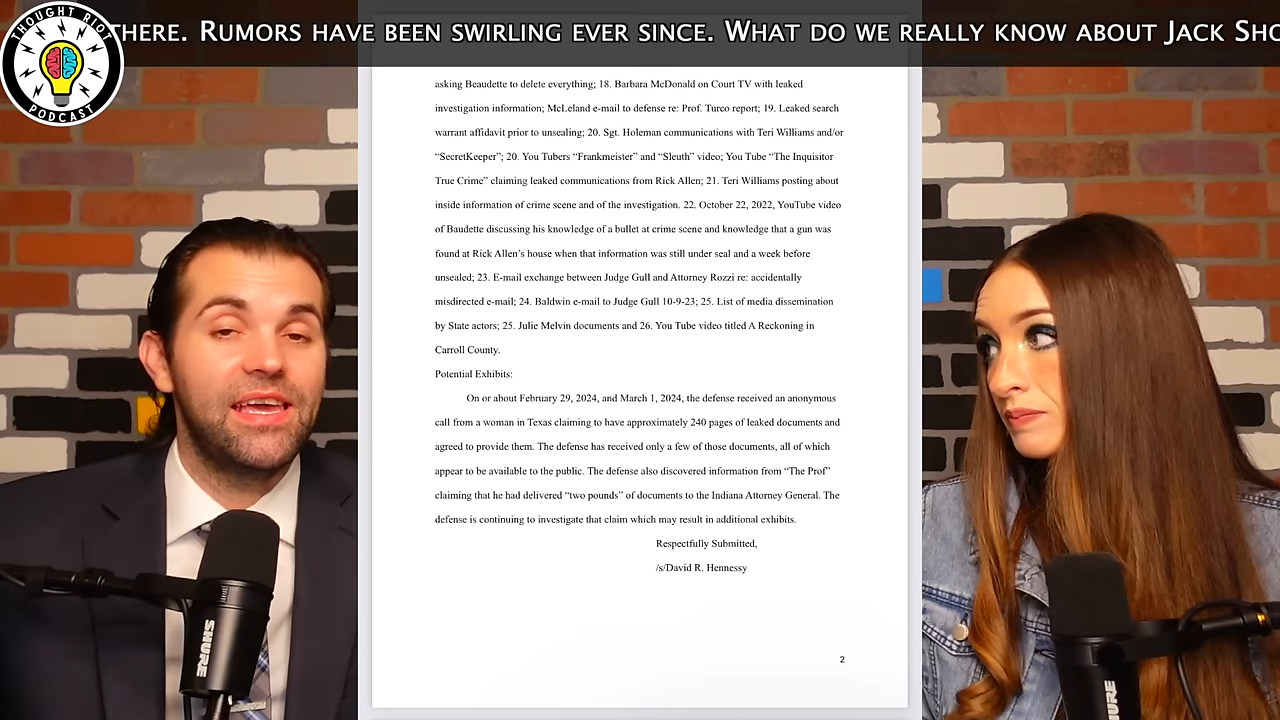 THERE. RUMORS HAVE BEEN SWIRLING EVER SINCE. WHAT DO WE REALLY KNOW ABOUT JACK SHO
THOUGHT RIOT
PODCAST
asking Beaudette to delete everything; 18. Barbara McDonald on Court TV with leaked
investigation information; McLeland e-mail to defense re: Prof. Turco report; 19. Leaked search
warrant affidavit prior to unsealing; 20. Sgt. Holeman communications with Teri Williams and/or
“SecretKeeper”; 20. You Tubers “Frankmeister” and “Sleuth” video; You Tube “The Inquisitor
True Crime” claiming leaked communications from Rick Allen; 21. Teri Williams posting about
inside information of crime scene and of the investigation. 22. October 22, 2022, YouTube video
of Baudette discussing his knowledge of a bullet at crime scene and knowledge that a gun was
found at Rick Allen’s house when that information was still under seal and a week before
unsealed; 23. E-mail exchange between Judge Gull and Attorney Rozzi re: accidentally
misdirected e-mail; 24. Baldwin e-mail to Judge Gull 10-9-23; 25. List of media dissemination
by State actors; 25. Julie Melvin documents and 26. You Tube video titled A Reckoning in
Carroll County.
Potential Exhibits:
On or about February 29, 2024, and March 1, 2024, the defense received an anonymous
call from a woman in Texas claiming to have approximately 240 pages of leaked documents and
agreed to provide them. The defense has received only a few of those documents, all of which
appear to be available to the public. The defense also discovered information from “The Prof”
claiming that he had delivered “two pounds” of documents to the Indiana Attorney General. The
defense is continuing to investigate that claim which may result in additional exhibits.
Respectfully Submitted,
/s/David R. Hennessy
2
SHURE
SHURE